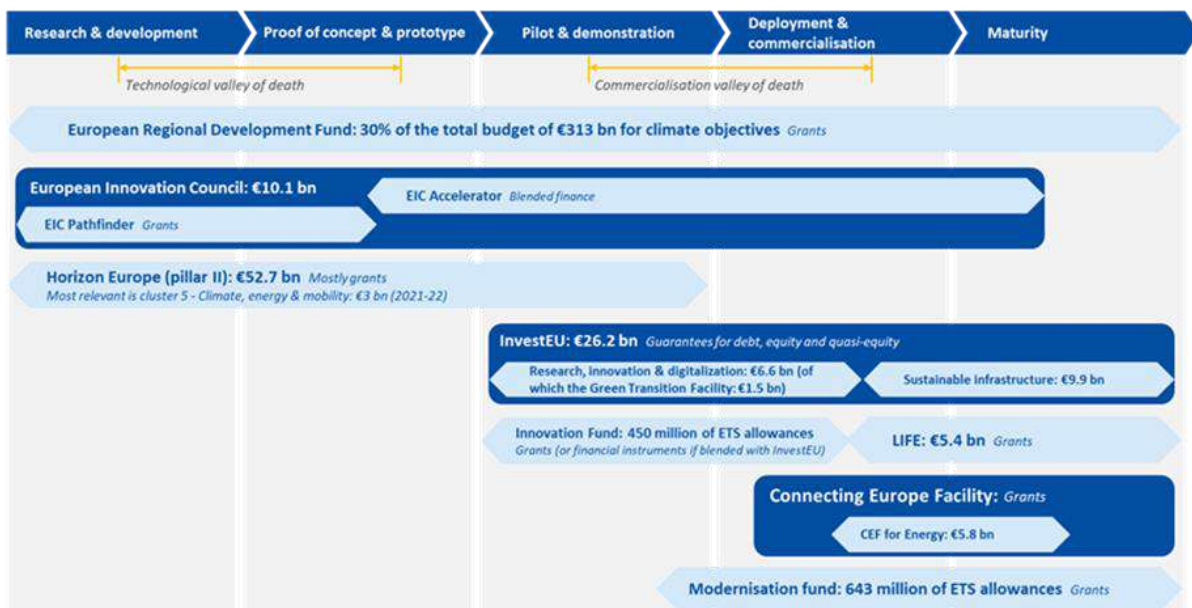 Research & development
Proof of concept & prototype
Pilot & demonstration
Deployment &
commercialisation
Maturity
Technological valley of death
Commercialisation valley of death
European Regional Development Fund: 30% of the total budget of €313 bn for climate objectives Grants
European Innovation Council: €10.1 bn
EIC Accelerator Blended finance
EIC Pathfinder Grants
Horizon Europe (pillar II): €52.7 bn Mostly grants
Most relevant is cluster 5 - Climate, energy & mobility: €3 bn (2021-22)
InvestEU: €26.2 bn Guarantees for debt, equity and quasi-equity
Research, innovation & digitalization: €6.6 bn (of
which the Green Transition Facility: €1.5 bn)
Sustainable infrastructure: €9.9 bn
Innovation Fund: 450 million of ETS allowances
Grants (or financial instruments if blended with InvestEU)
LIFE: €5.4 bn Grants
Connecting Europe Facility: Grants
CEF for Energy: €5.8 bn
Modernisation fund: 643 million of ETS allowances Grants